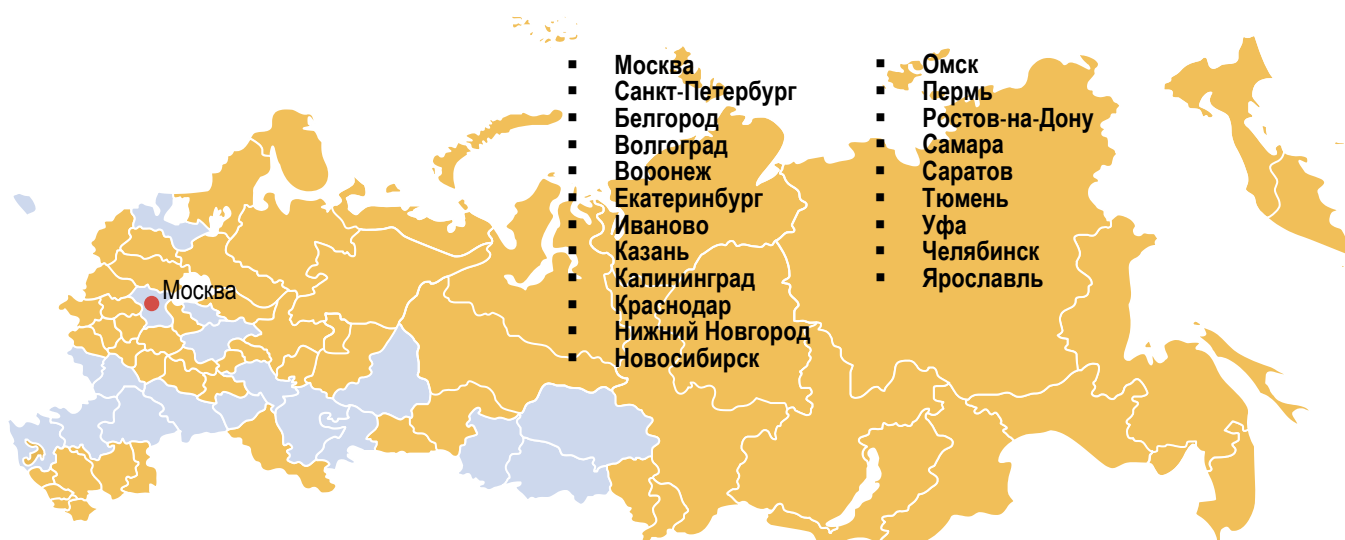 Москва
Санкт-Петербург
Белгород
Волгоград
Воронеж
Екатеринбург
Иваново
Казань
Калининград
Краснодар
Нижний Новгород
Новосибирск
Омск
Пермь
Ростов-на-Дону
Самара
Саратов
Тюмень
Уфа
Челябинск
Ярославль
Москва